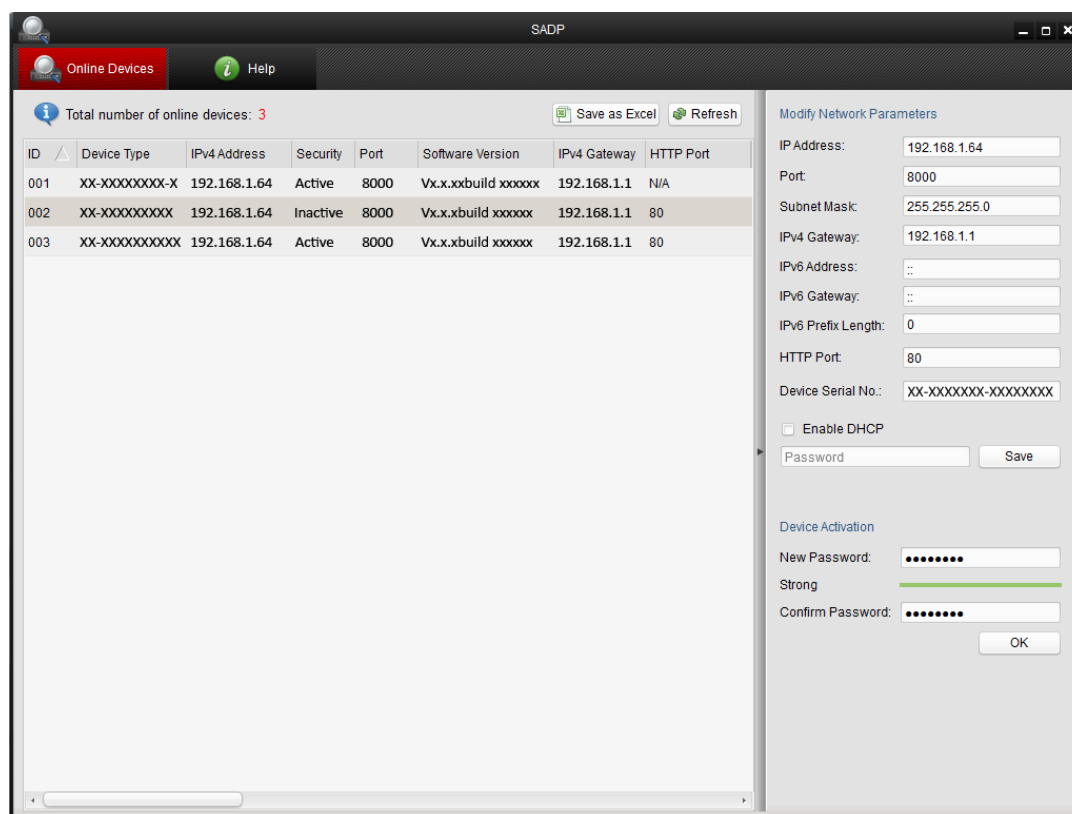 SADP
Online Devices Help
Total number of online devices: 3 Save as Excel Refresh
ID Device Type IPv4 Address Security Port Software Version IPv4 Gateway HTTP Port
001 XX-XXXXXXXX-X 192.168.1.64 Active 8000 Vx.x.xxbuild xxxxxx 192.168.1.1 N/A
002 XX-XXXXXXXXX 192.168.1.64 Inactive 8000 Vx.x.xbuild xxxxxx 192.168.1.1 80
003 XX-XXXXXXXXXX 192.168.1.64 Active 8000 Vx.x.xbuild xxxxxx 192.168.1.1 80
Modify Network Parameters
IP Address: 192.168.1.64
Port: 8000
Subnet Mask: 255.255.255.0
IPv4 Gateway: 192.168.1.1
IPv6 Address: ::
IPv6 Gateway: ::
IPv6 Prefix Length: 0
HTTP Port: 80
Device Serial No.: XX-XXXXXXX-XXXXXXXX
Enable DHCP
Password Save
Device Activation
New Password: ●●●●●●●●
Strong
Confirm Password: ●●●●●●●●
OK